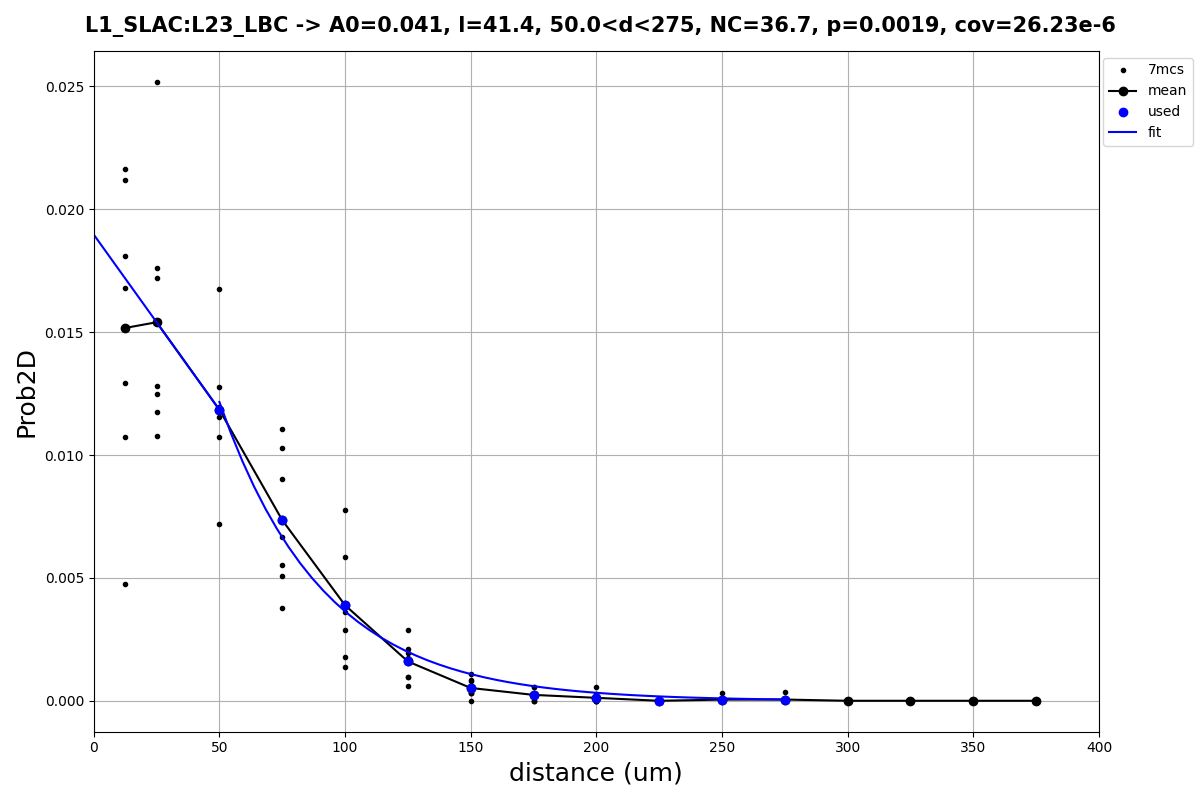 L1_SLAC:L23_LBC -> A0=0.041, l=41.4, 50.0<d<275, NC=36.7, p=0.0019, cov=26.23e-6
7mcs
mean
used
fit
Prob2D
0.025
0.020
0.015
0.010
0.005
0.000
0 50 100 150 200 250 300 350 400
distance (um)